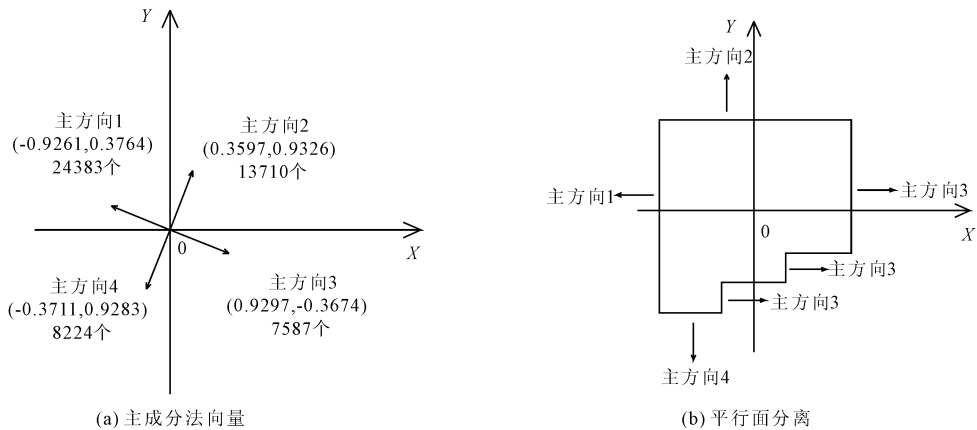 Y
主方向1
(-0.9261,0.3764)
24383个
主方向2
(0.3597,0.9326)
13710个
0
X
主方向4
(-0.3711,0.9283)
8224个
主方向3
(0.9297,-0.3674)
7587个
(a) 主成分法向量
Y
主方向2
主方向1
主方向3
0
X
主方向3
主方向3
主方向4
(b) 平行面分离